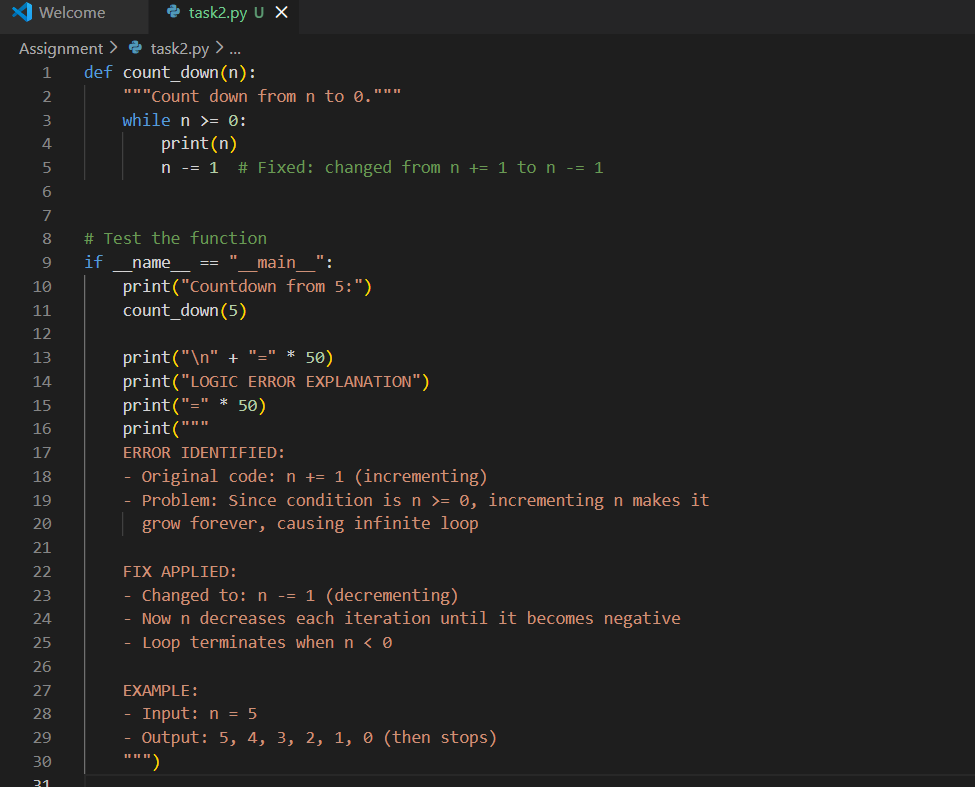 Welcome
task2.py U
Assignment > task2.py > ...
1 def count_down(n):
2     """Count down from n to 0."""
3     while n >= 0:
4         print(n)
5         n -= 1  # Fixed: changed from n += 1 to n -= 1
6
7
8 # Test the function
9 if __name__ == "__main__":
10     print("Countdown from 5:")
11     count_down(5)
12
13     print("\n" + "=" * 50)
14     print("LOGIC ERROR EXPLANATION")
15     print("=" * 50)
16     print("""
17     ERROR IDENTIFIED:
18     - Original code: n += 1 (incrementing)
19     - Problem: Since condition is n >= 0, incrementing n makes it
20       grow forever, causing infinite loop
21
22     FIX APPLIED:
23     - Changed to: n -= 1 (decrementing)
24     - Now n decreases each iteration until it becomes negative
25     - Loop terminates when n < 0
26
27     EXAMPLE:
28     - Input: n = 5
29     - Output: 5, 4, 3, 2, 1, 0 (then stops)
30     """)
31